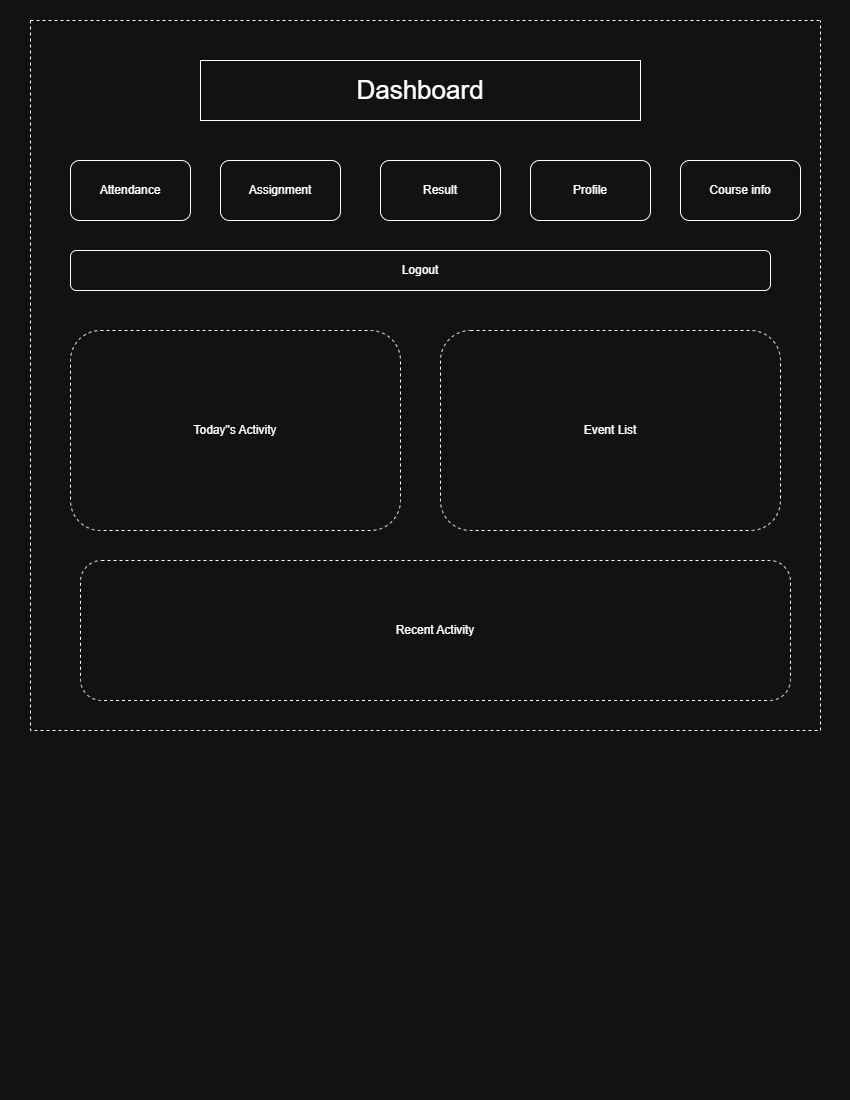 Dashboard
Attendance
Assignment
Result
Profile
Course info
Logout
Today"s Activity
Event List
Recent Activity